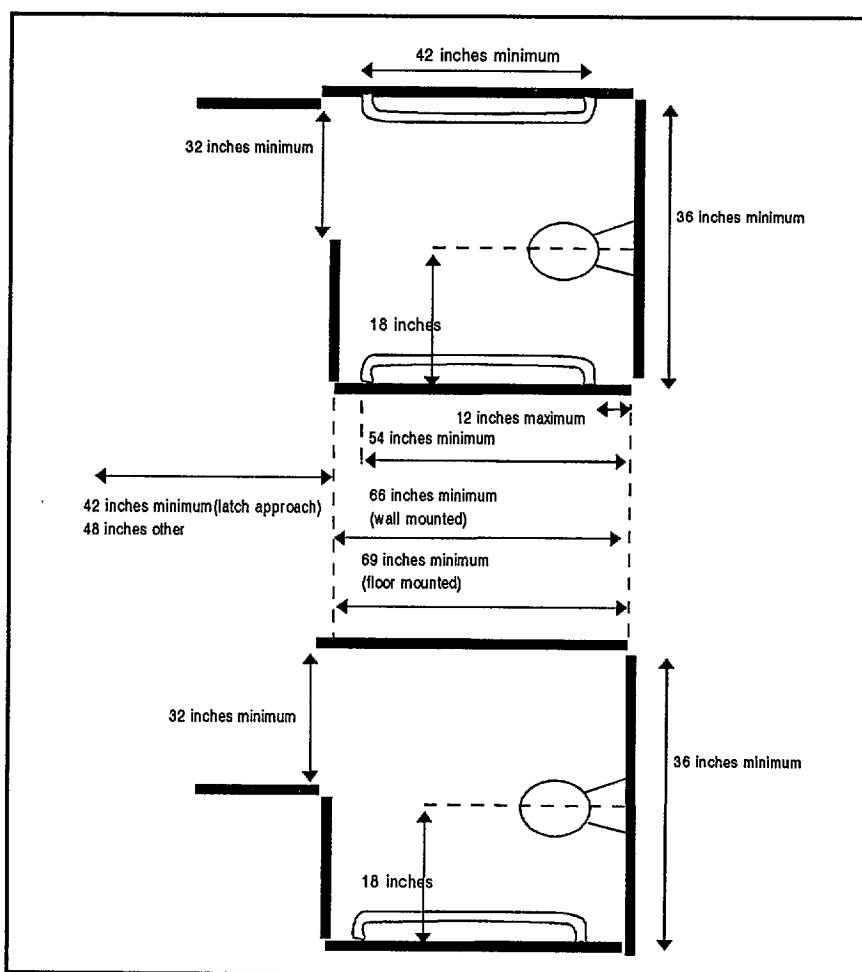 42 inches minimum
32 inches minimum
36 inches minimum
18 inches
12 inches maximum
54 inches minimum
42 inches minimum(latch approach)
48 inches other
66 inches minimum
(wall mounted)
69 inches minimum
(floor mounted)
32 inches minimum
36 inches minimum
18 inches